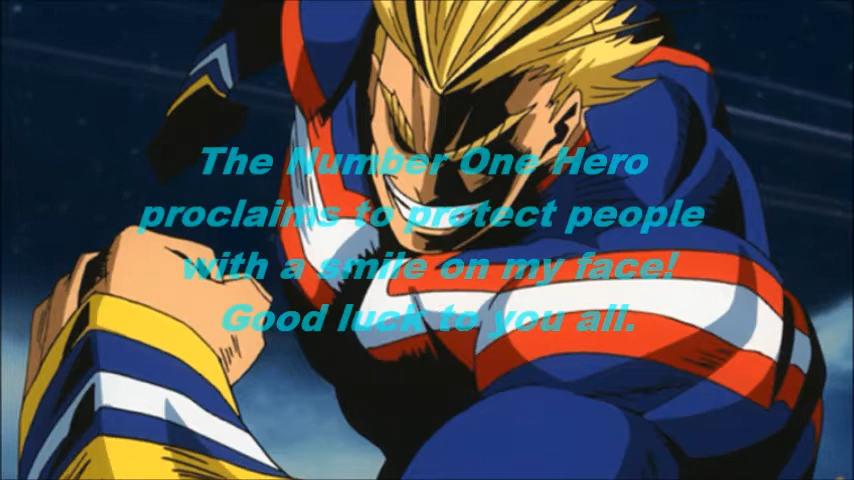 The Number One Hero
proclaims to protect people
with a smile on my face!
Good luck to you all.